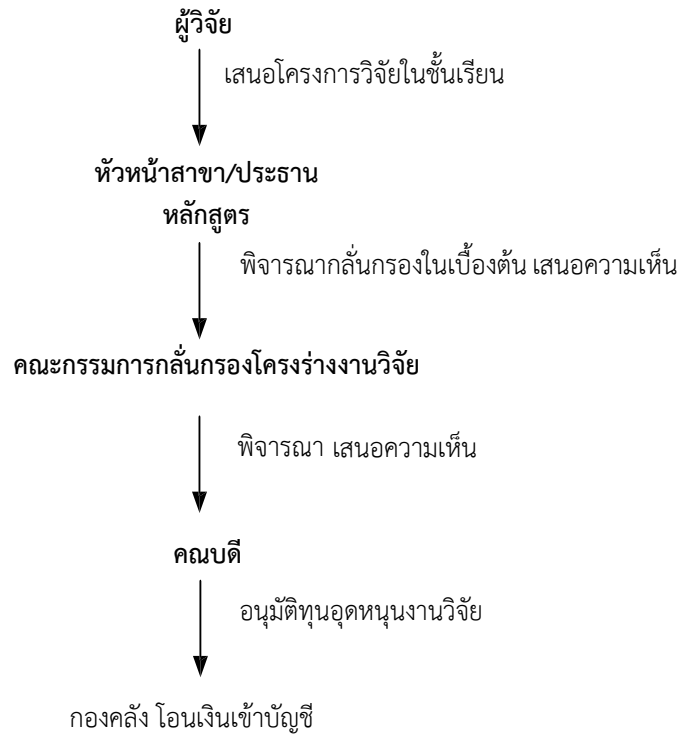 ผู้วิจัย
เสนอโครงการวิจัยในชั้นเรียน
หัวหน้าสาขา/ประธาน
หลักสูตร
พิจารณากลั่นกรองในเบื้องต้น เสนอความเห็น
คณะกรรมการกลั่นกรองโครงร่างงานวิจัย
พิจารณา เสนอความเห็น
คณบดี
อนุมัติทุนอุดหนุนงานวิจัย
กองคลัง โอนเงินเข้าบัญชี